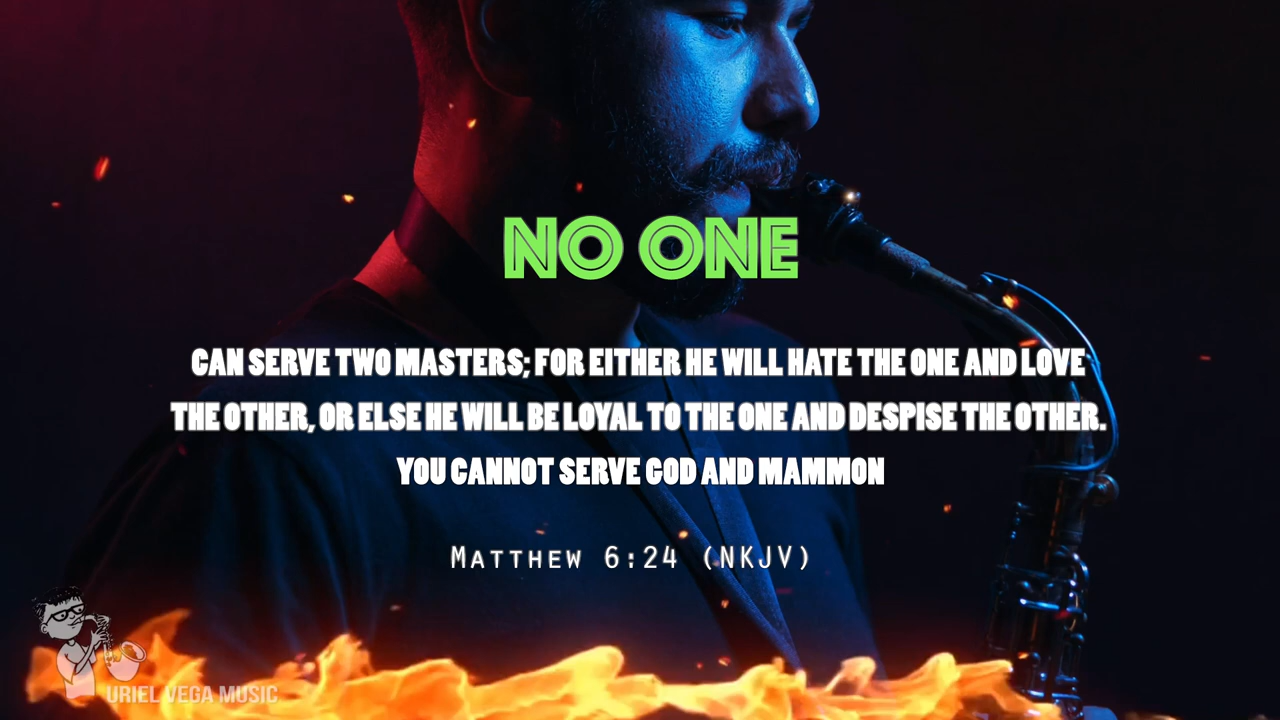 NO ONE
CAN SERVE TWO MASTERS; FOR EITHER HE WILL HATE THE ONE AND LOVE
THE OTHER, OR ELSE HE WILL BE LOYAL TO THE ONE AND DESPISE THE OTHER.
YOU CANNOT SERVE GOD AND MAMMON
Matthew 6:24 (NKJV)
URIEL VEGA MUSIC